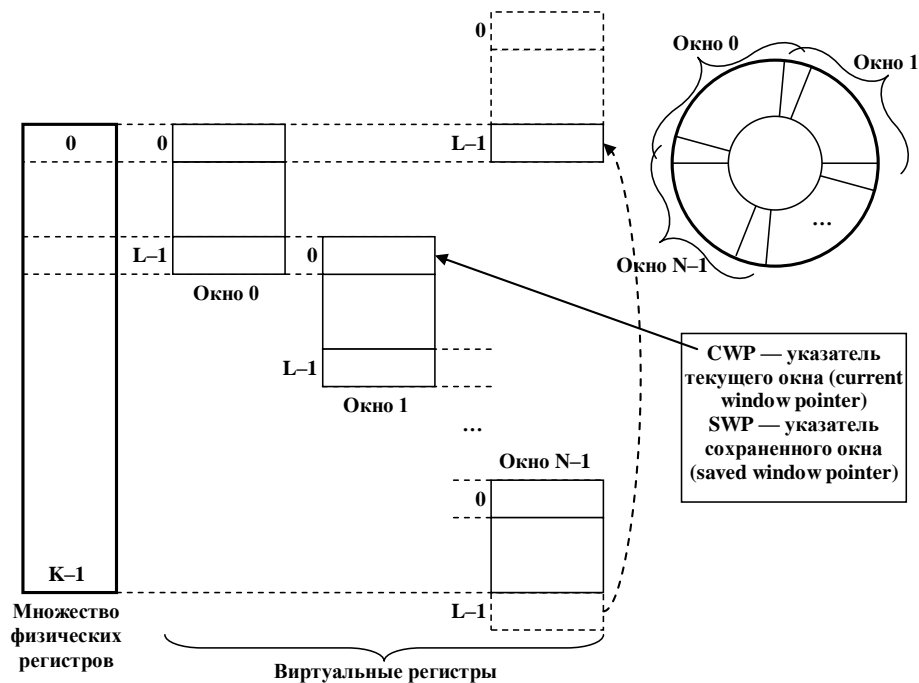 0
Окно 0
Окно 1
0
0
L–1
L–1
0
Окно N–1
...
Окно 0
CWP — указатель
текущего окна (current
window pointer)
SWP — указатель
сохраненного окна
(saved window pointer)
L–1
Окно 1
...
Окно N–1
0
K–1
L–1
Множество
физических
регистров
Виртуальные регистры